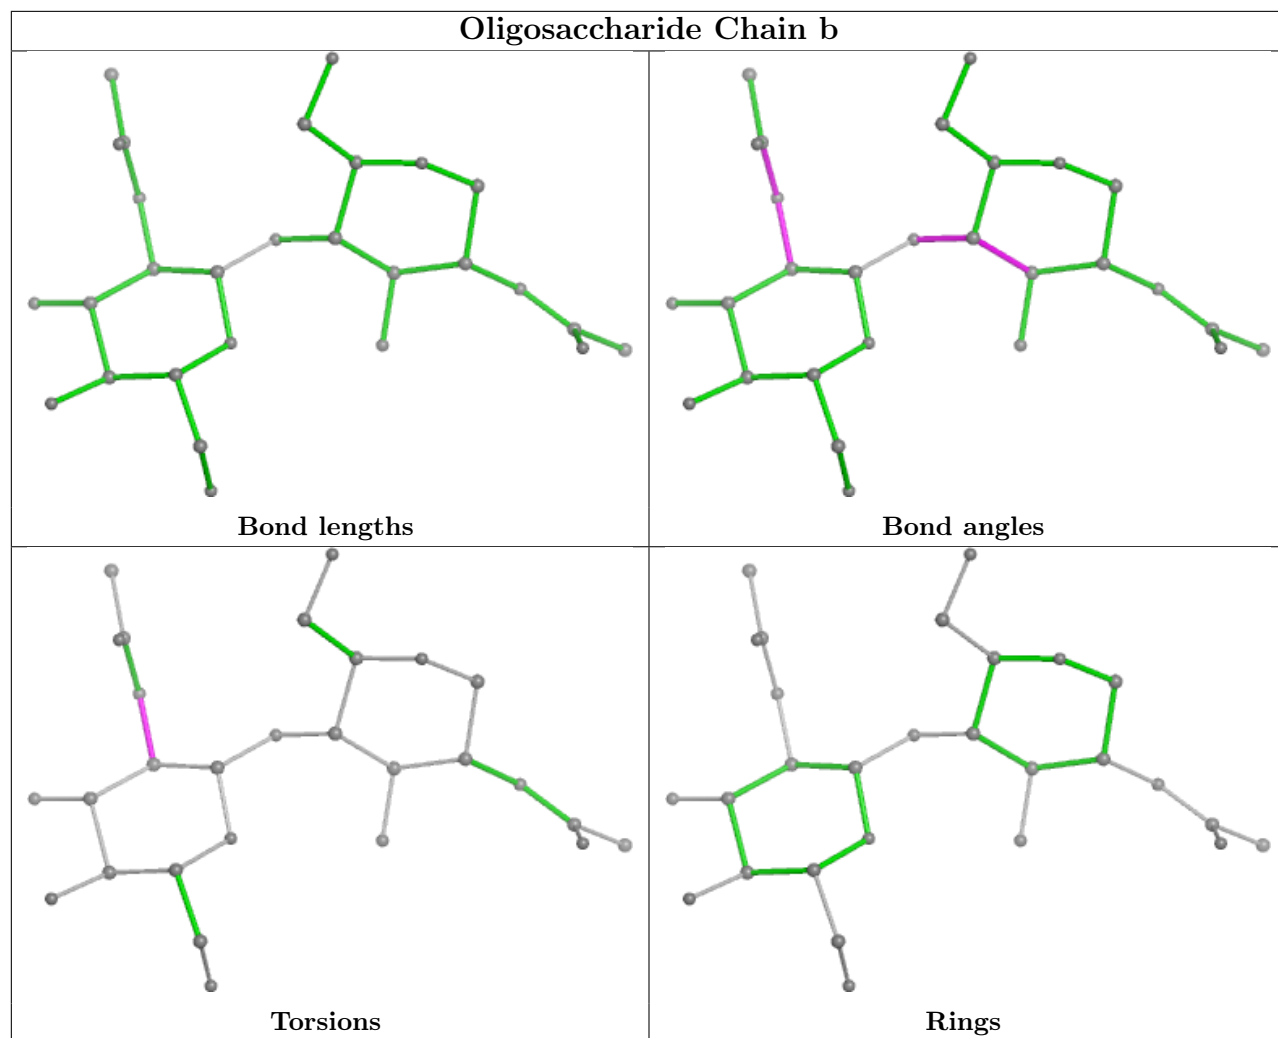 Oligosaccharide Chain b
Bond lengths
Bond angles
Torsions
Rings